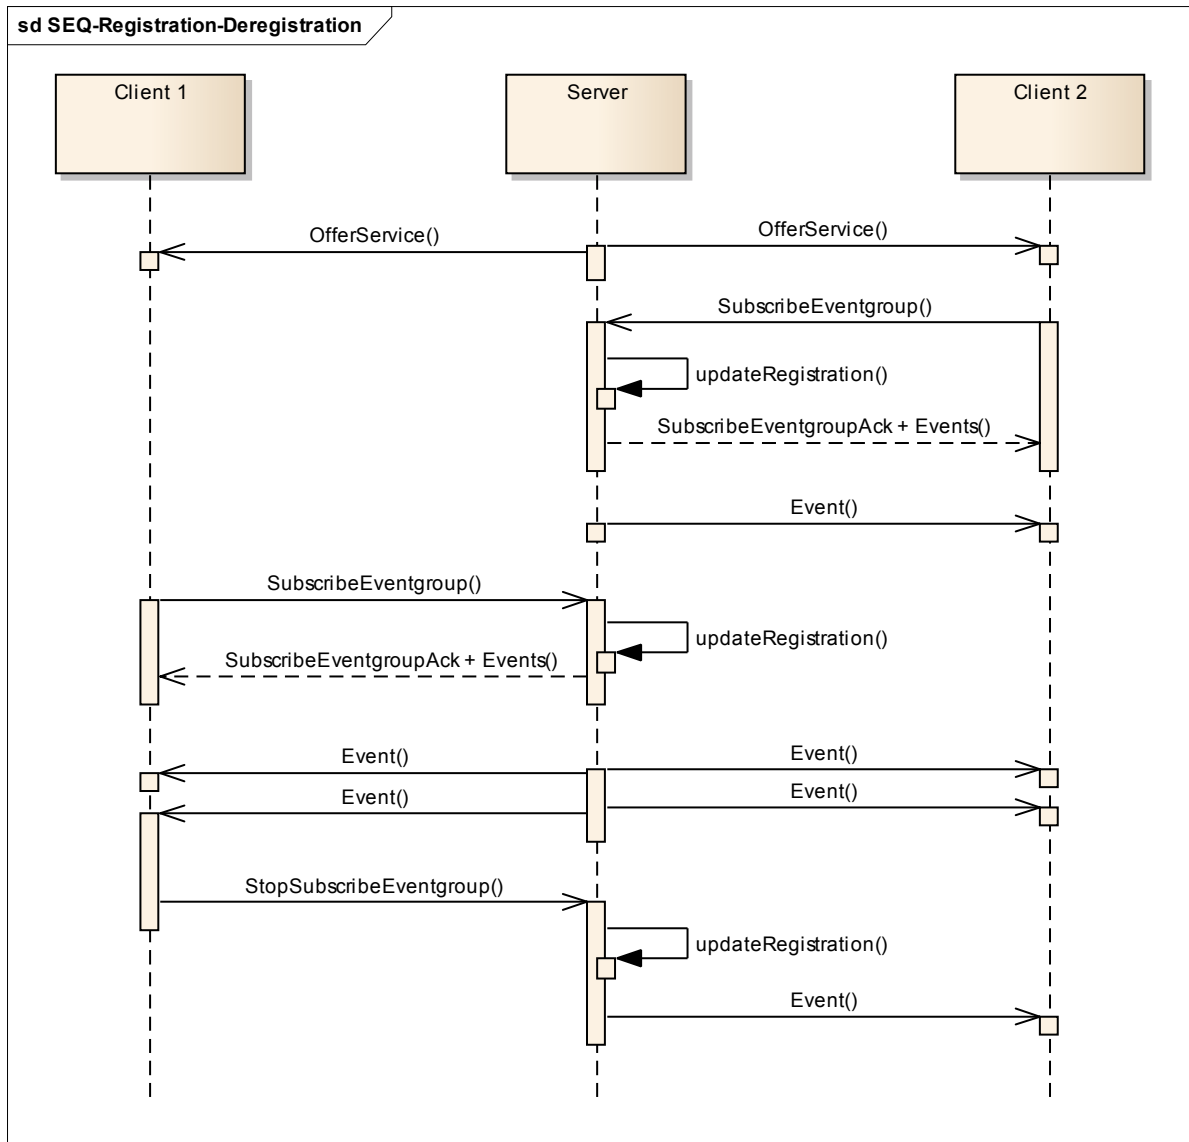 sd SEQ-Registration-Deregistration
Client 1
Server
Client 2
OfferService()
OfferService()
SubscribeEventgroup()
updateRegistration()
SubscribeEventgroupAck + Events()
Event()
SubscribeEventgroup()
updateRegistration()
SubscribeEventgroupAck + Events()
Event()
Event()
Event()
Event()
StopSubscribeEventgroup()
updateRegistration()
Event()